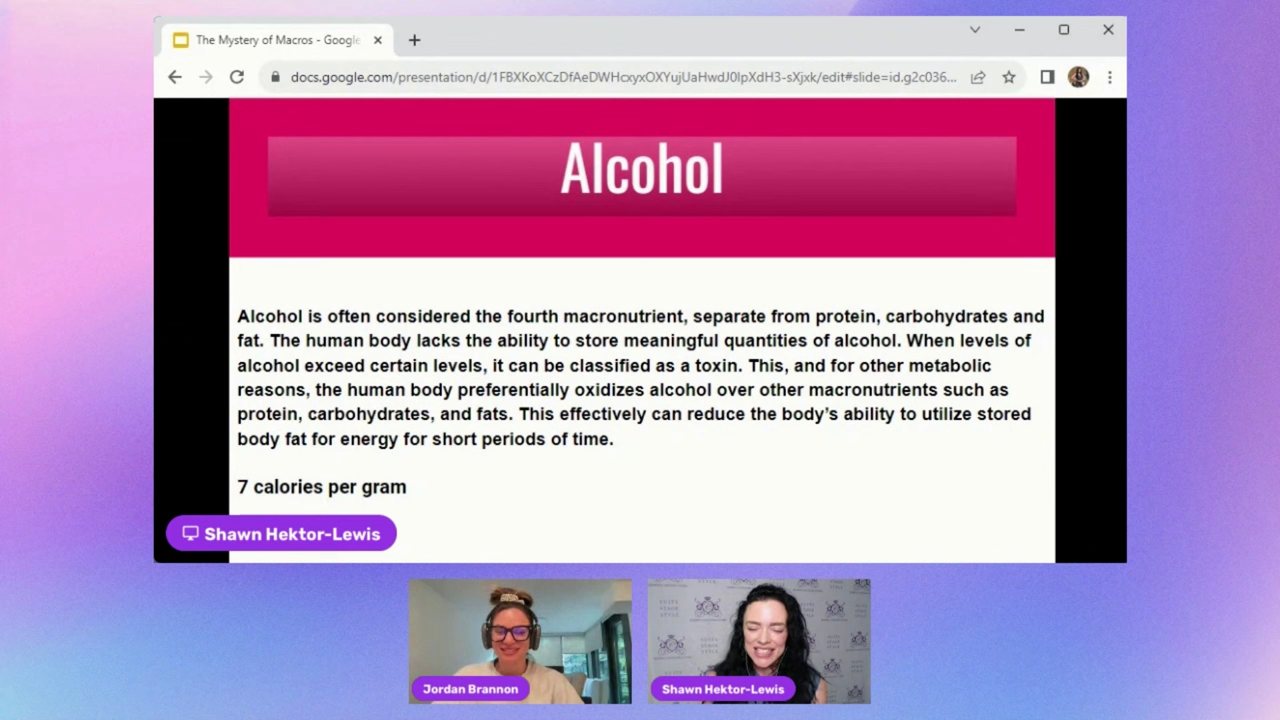 The Mystery of Macros - Google
docs.google.com/presentation/d/1FBXKoXCzDfAeDWHcxyxOXYujUaHwdJ0lpXdH3-sXjxk/edit#slide=id.g2c036...
Alcohol
Alcohol is often considered the fourth macronutrient, separate from protein, carbohydrates and
fat. The human body lacks the ability to store meaningful quantities of alcohol. When levels of
alcohol exceed certain levels, it can be classified as a toxin. This, and for other metabolic
reasons, the human body preferentially oxidizes alcohol over other macronutrients such as
protein, carbohydrates, and fats. This effectively can reduce the body’s ability to utilize stored
body fat for energy for short periods of time.
7 calories per gram
Shawn Hektor-Lewis
Jordan Brannon
Shawn Hektor-Lewis